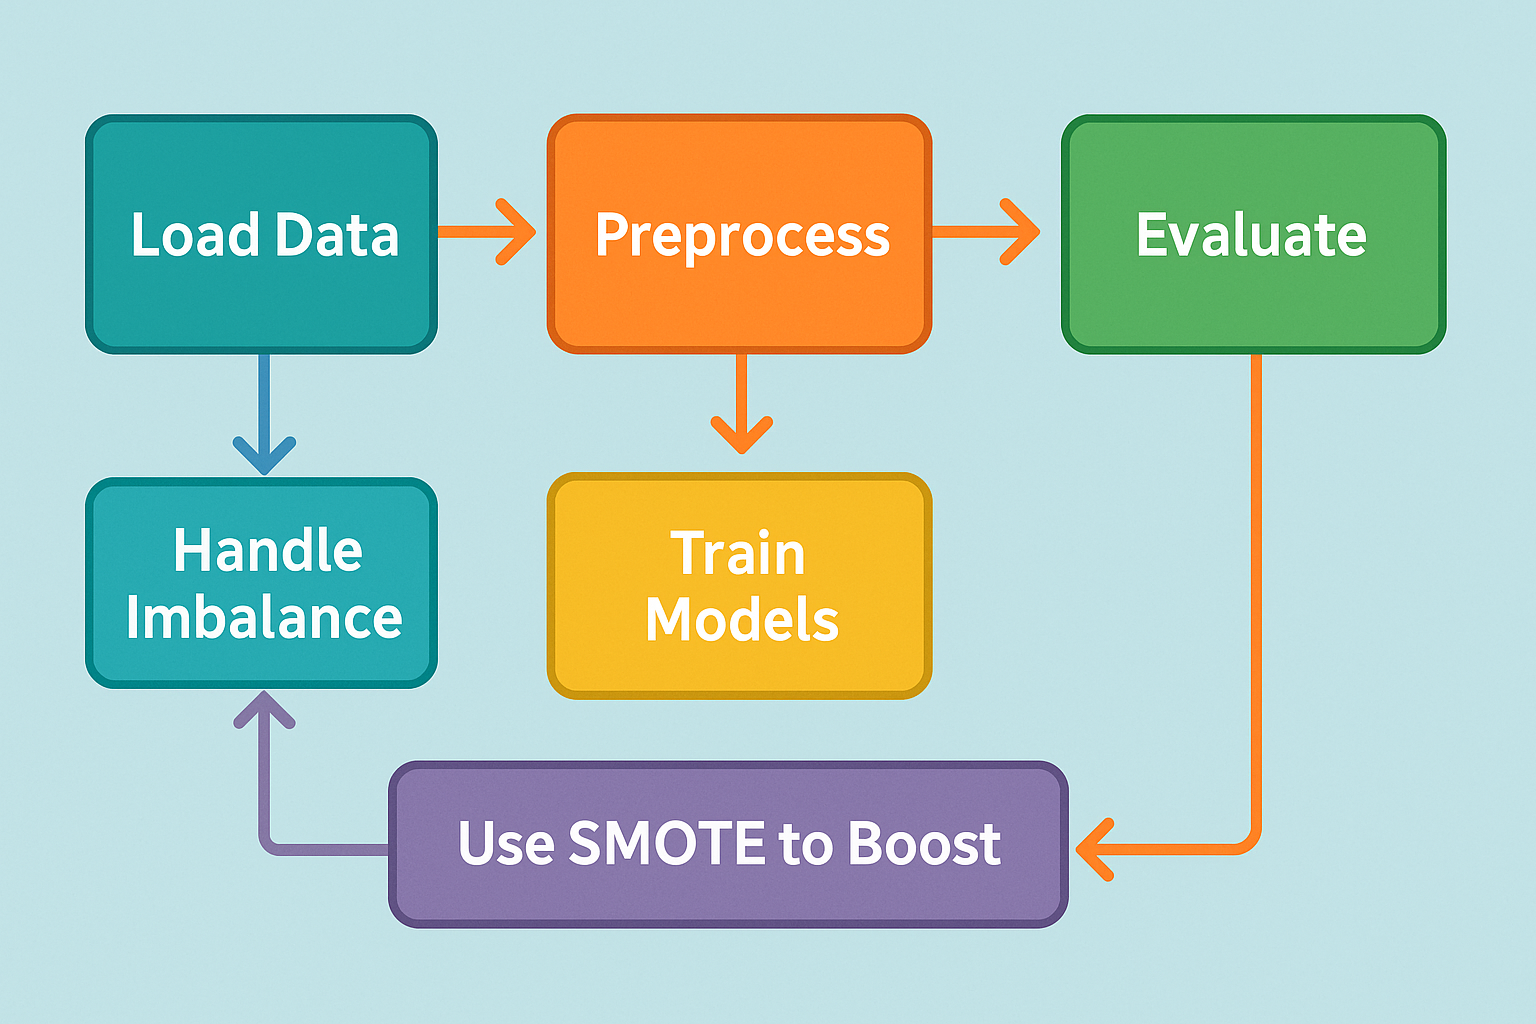 Load Data
Preprocess
Evaluate
Handle
Imbalance
Train
Models
Use SMOTE to Boost